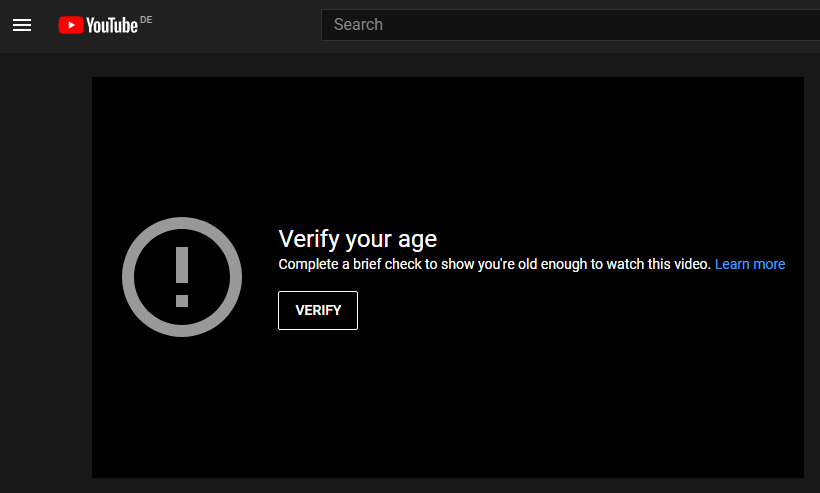 YouTube DE
Search
Verify your age
Complete a brief check to show you're old enough to watch this video. Learn more
VERIFY